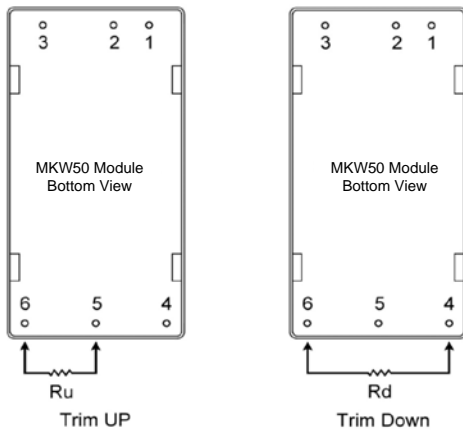 3 2 1
MKW50 Module
Bottom View
6 5 4
Ru
Trim UP
3 2 1
MKW50 Module
Bottom View
6 5 4
Rd
Trim Down